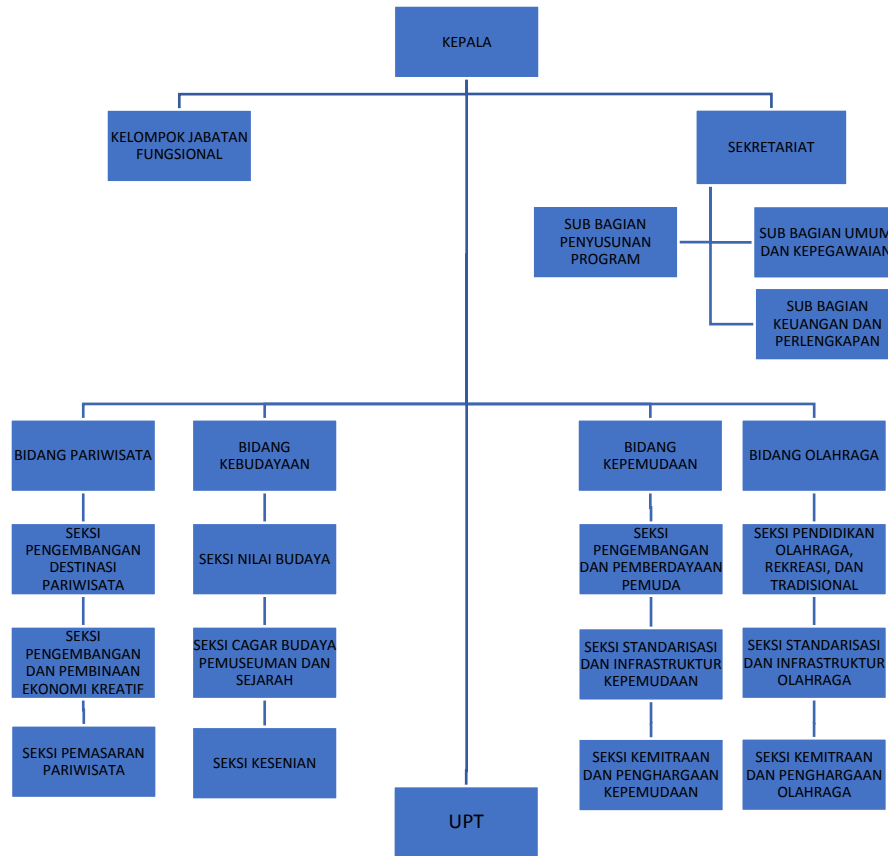 KEPALA
KELOMPOK JABATAN
FUNGSIONAL
SEKRETARIAT
SUB BAGIAN
PENYUSUNAN
PROGRAM
SUB BAGIAN UMUM
DAN KEPEGAWAIAN
SUB BAGIAN
KEUANGAN DAN
PERLENGKAPAN
BIDANG PARIWISATA
SEKSI
PENGEMBANGAN
DESTINASI
PARIWISATA
SEKSI
PENGEMBANGAN
DAN PEMBINAAN
EKONOMI KREATIF
SEKSI PEMASARAN
PARIWISATA
BIDANG
KEBUDAYAAN
SEKSI NILAI BUDAYA
SEKSI CAGAR BUDAYA
PEMUSEUMAN DAN
SEJARAH
SEKSI KESENIAN
BIDANG
KEPEMUDAAN
SEKSI
PENGEMBANGAN
DAN PEMBERDAYAAN
PEMUDA
SEKSI STANDARISASI
DAN INFRASTRUKTUR
KEPEMUDAAN
SEKSI KEMITRAAN
DAN PENGHARGAAN
KEPEMUDAAN
BIDANG OLAHRAGA
SEKSI PENDIDIKAN
OLAHRAGA,
REKREASI, DAN
TRADISIONAL
SEKSI STANDARISASI
DAN INFRASTRUKTUR
OLAHRAGA
SEKSI KEMITRAAN
DAN PENGHARGAAN
OLAHRAGA
UPT